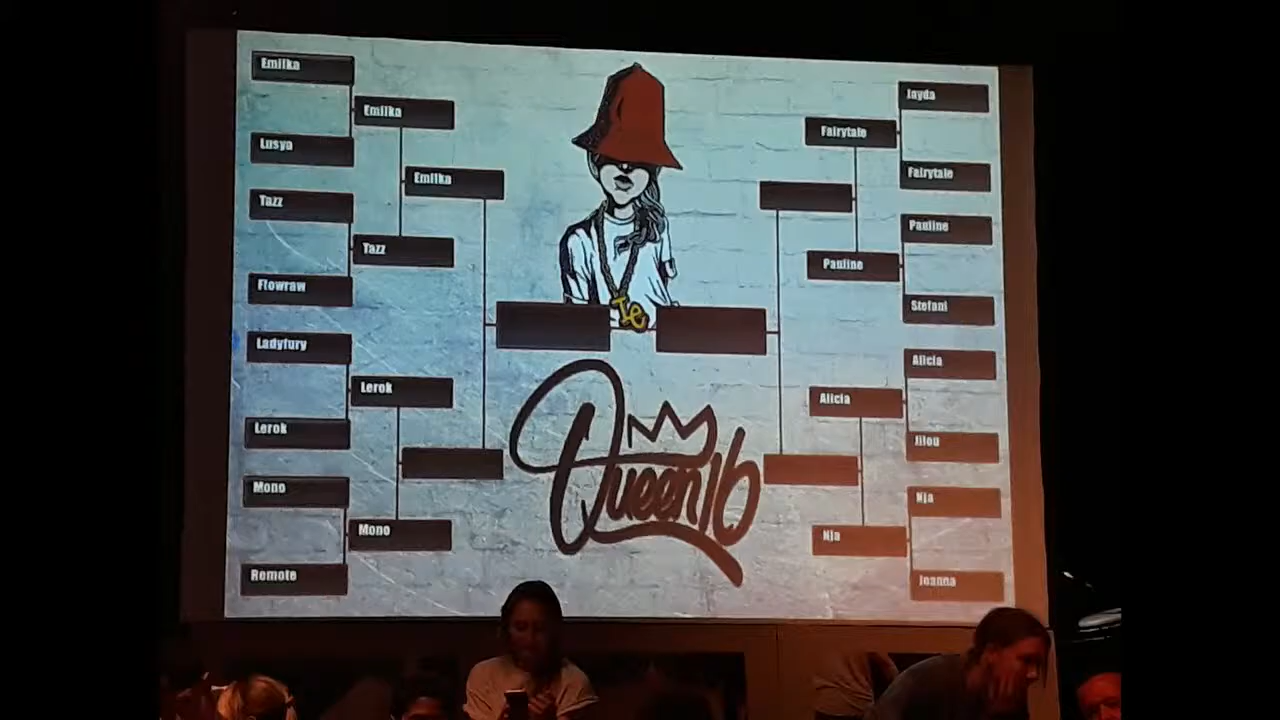 Emilka
Lusya
Tazz
Flowraw
Ladyfury
Lerok
Mono
Remote
Emilka
Tazz
Lerok
Mono
Emilka
Ie
Queen16
Fairytale
Pauline
Alicia
Nja
Jayda
Fairytale
Pauline
Stefani
Alicia
Jilou
Nja
Joanna